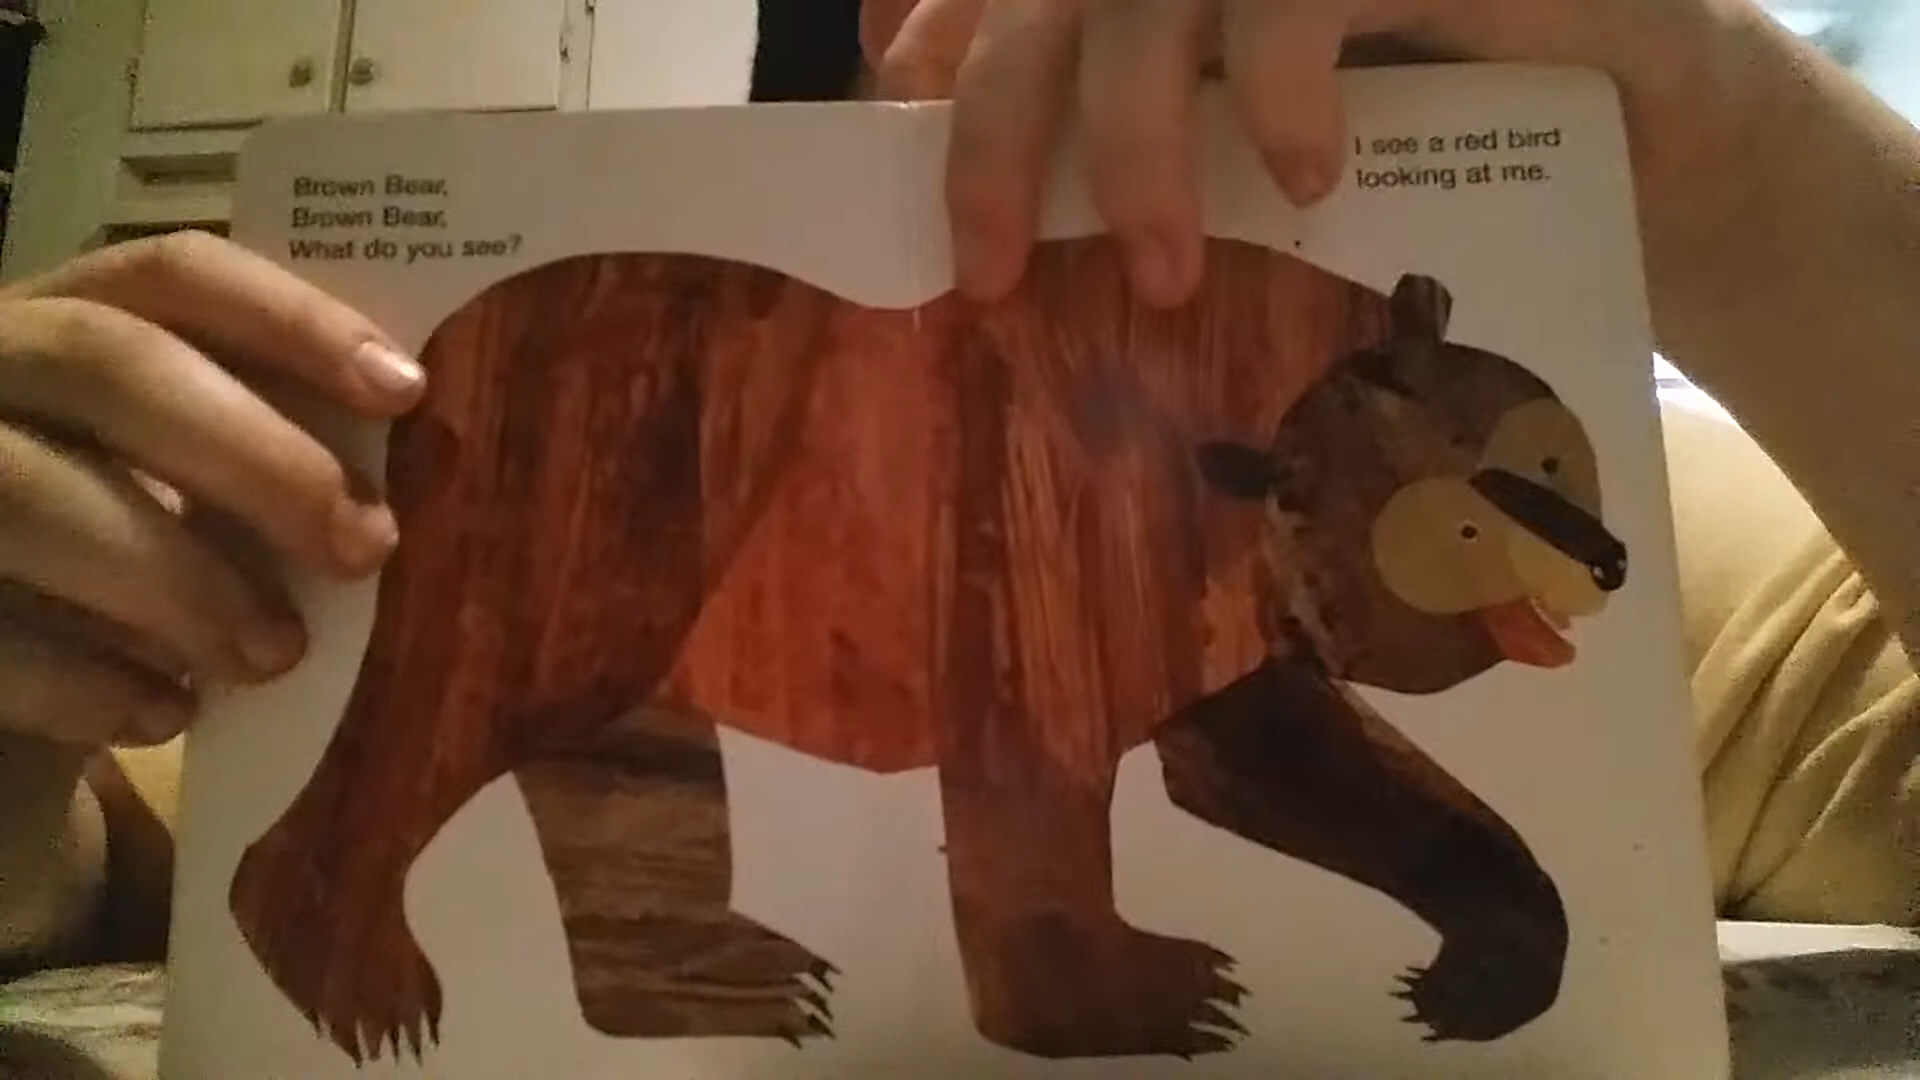 Brown Bear,
Brown Bear,
What do you see?
I see a red bird
looking at me.